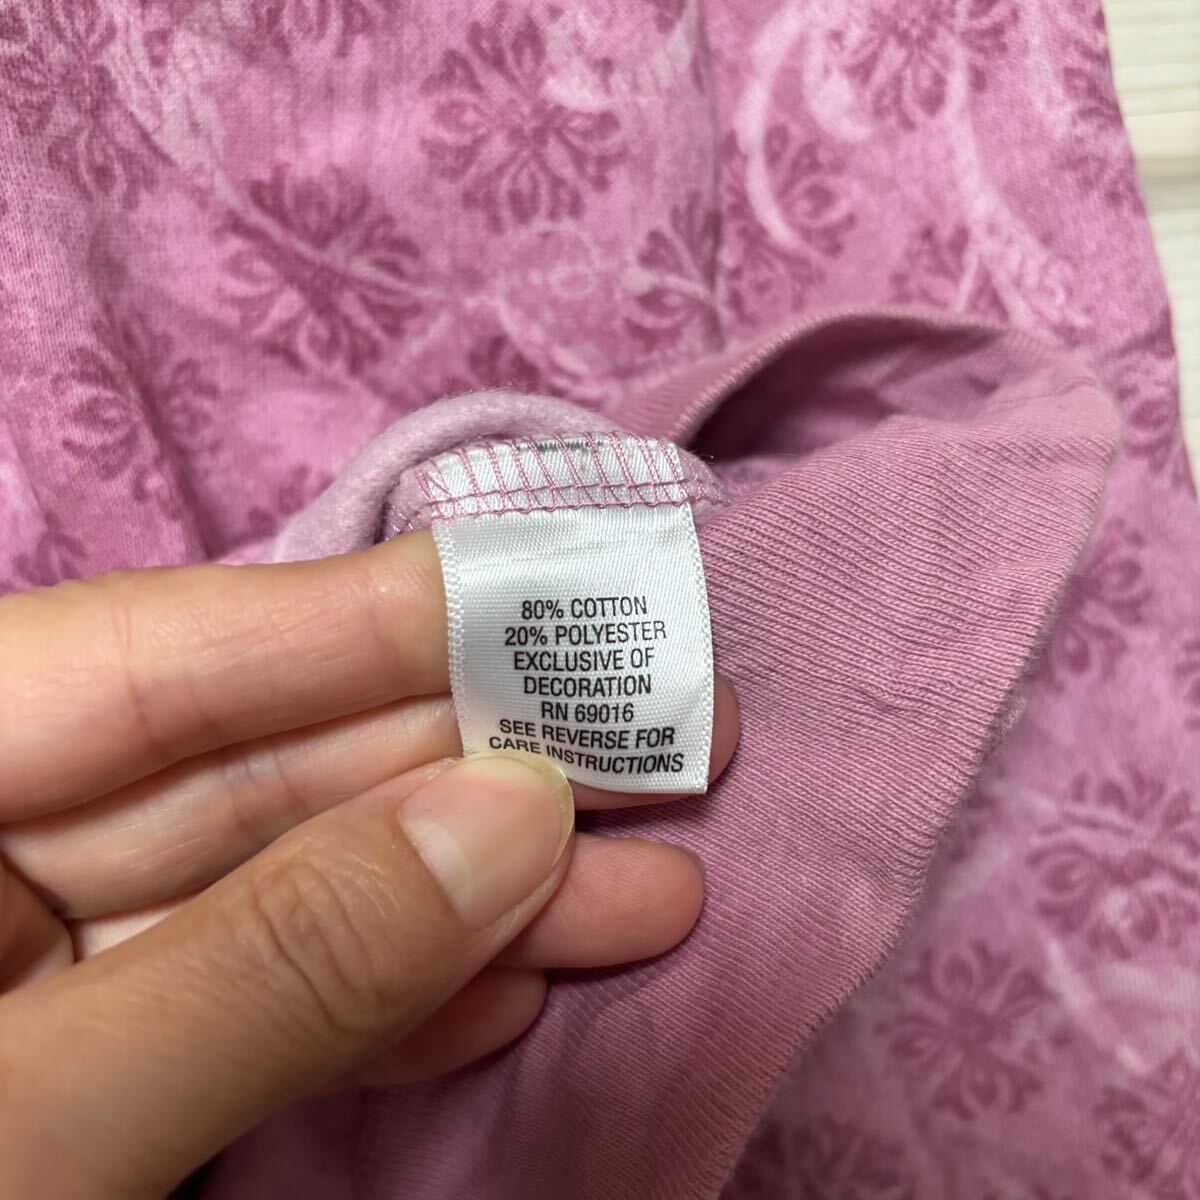 80% COTTON
20% POLYESTER
EXCLUSIVE OF
DECORATION
RN 69016
SEE REVERSE FOR
CARE INSTRUCTIONS